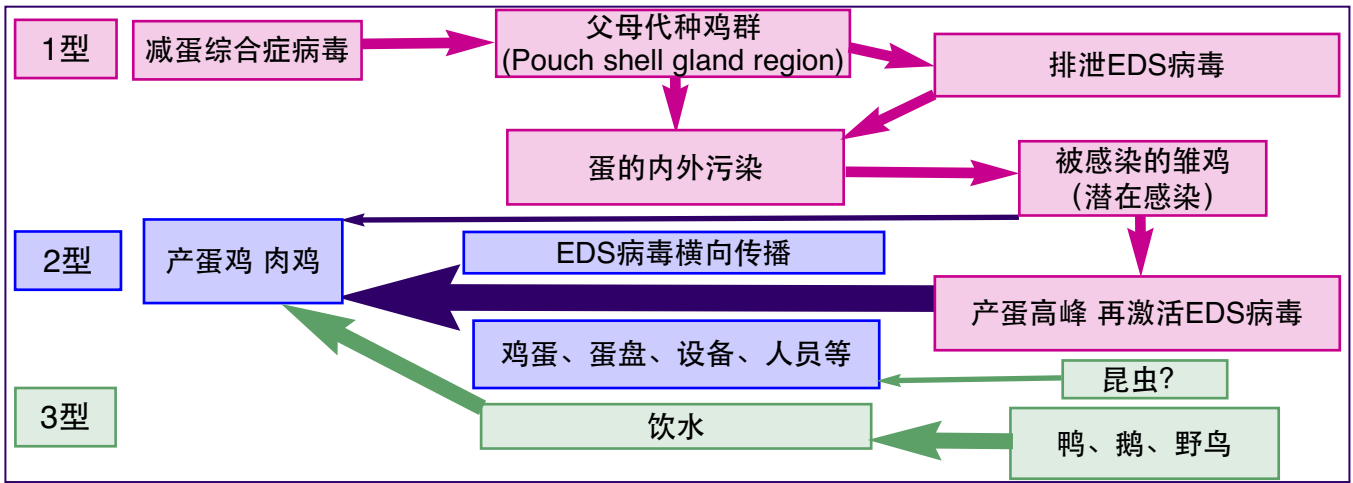 1型
减蛋综合症病毒
父母代种鸡群
(Pouch shell gland region)
排泄EDS病毒
蛋的内外污染
被感染的雏鸡
（潜在感染）
2型
产蛋鸡 肉鸡
EDS病毒横向传播
产蛋高峰 再激活EDS病毒
鸡蛋、蛋盘、设备、人员等
昆虫?
3型
饮水
鸭、鹅、野鸟